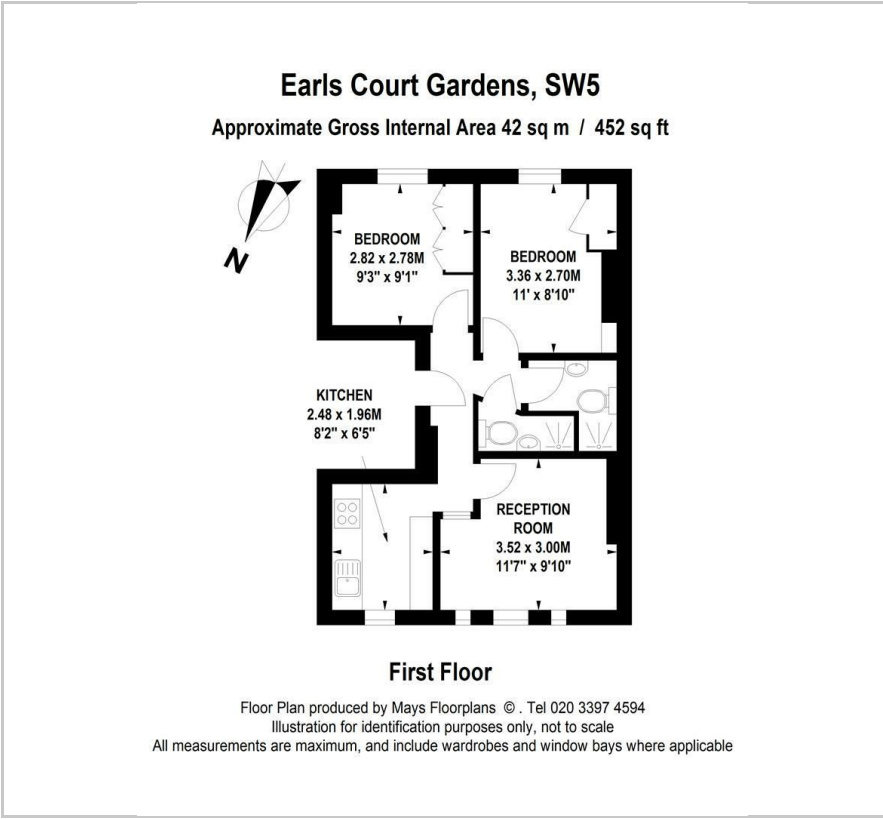 Earls Court Gardens, SW5
Approximate Gross Internal Area 42 sq m / 452 sq ft
N
BEDROOM
2.82 x 2.78M
9'3" x 9'1"
BEDROOM
3.36 x 2.70M
11' x 8'10"
KITCHEN
2.48 x 1.96M
8'2" x 6'5"
RECEPTION
ROOM
3.52 x 3.00M
11'7" x 9'10"
First Floor
Floor Plan produced by Mays Floorplans © . Tel 020 3397 4594
Illustration for identification purposes only, not to scale
All measurements are maximum, and include wardrobes and window bays where applicable